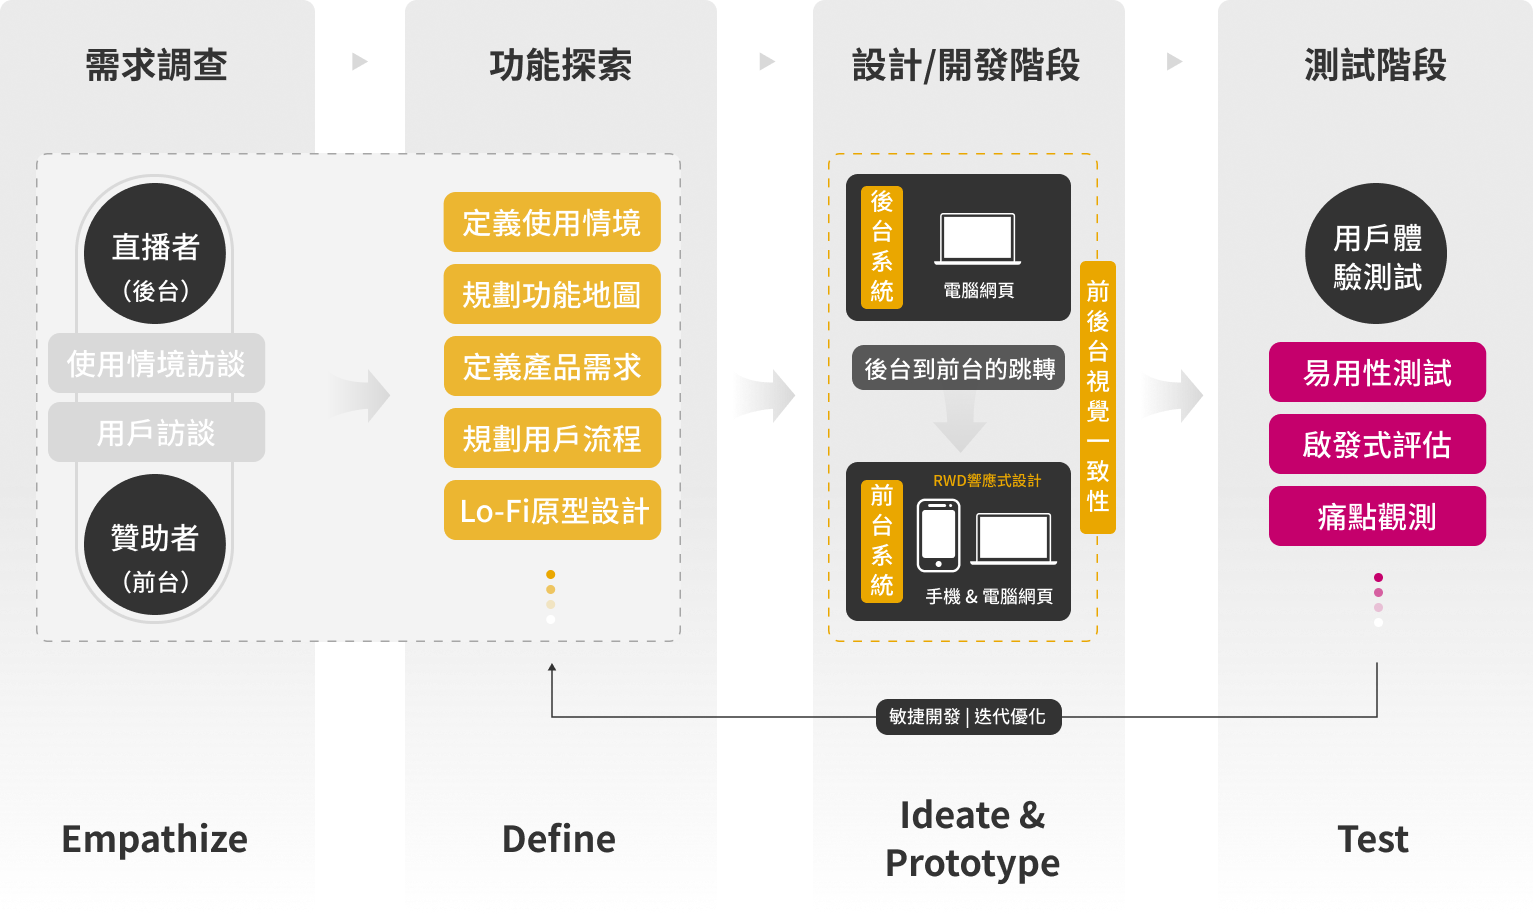 需求調查
功能探索
設計/開發階段
測試階段
直播者
（後台）
使用情境訪談
用戶訪談
贊助者
（前台）
定義使用情境
規劃功能地圖
定義產品需求
規劃用戶流程
Lo-Fi原型設計
後台系統
電腦網頁
後台到前台的跳轉
前台系統
RWD響應式設計
手機 & 電腦網頁
前後台視覺一致性
用戶體
驗測試
易用性測試
啟發式評估
痛點觀測
敏捷開發 | 迭代優化
Empathize
Define
Ideate &
Prototype
Test